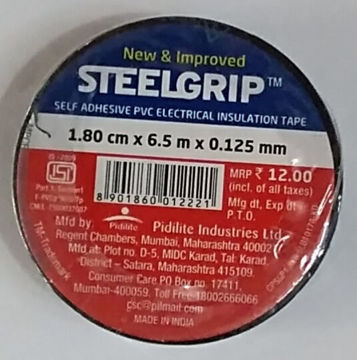 New & Improved
STEELGRIP™
SELF ADHESIVE PVC ELECTRICAL INSULATION TAPE
1.80 cm x 6.5 m x 0.125 mm
MRP ₹ 12.00
(incl. of all taxes)
Mfg dt, Exp dt
P.T.O.
8 901860 012221
Pidilite
Mfd by Pidilite Industries Ltd
Regent Chambers, Mumbai, Maharashtra 40002
Mfd at: Plot no. D-5, MIDC Karad, Tal: Karad,
District – Satara, Maharashtra 415109.
Consumer Care PO Box no. 17411,
Mumbai-400059. Toll Free 18002666066
csc@pilmail.com
MADE IN INDIA
TM-Trademark